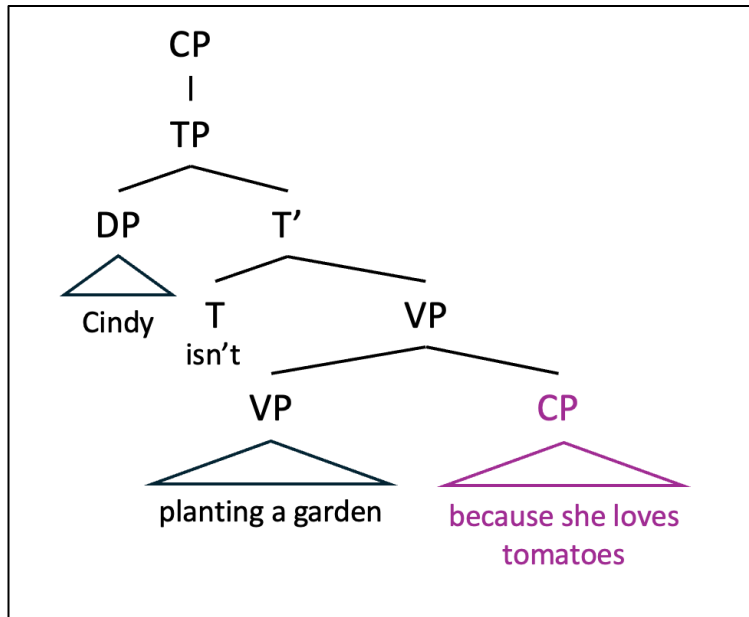 CP
TP
DP T’
Cindy T VP
isn’t
VP CP
planting a garden because she loves
tomatoes